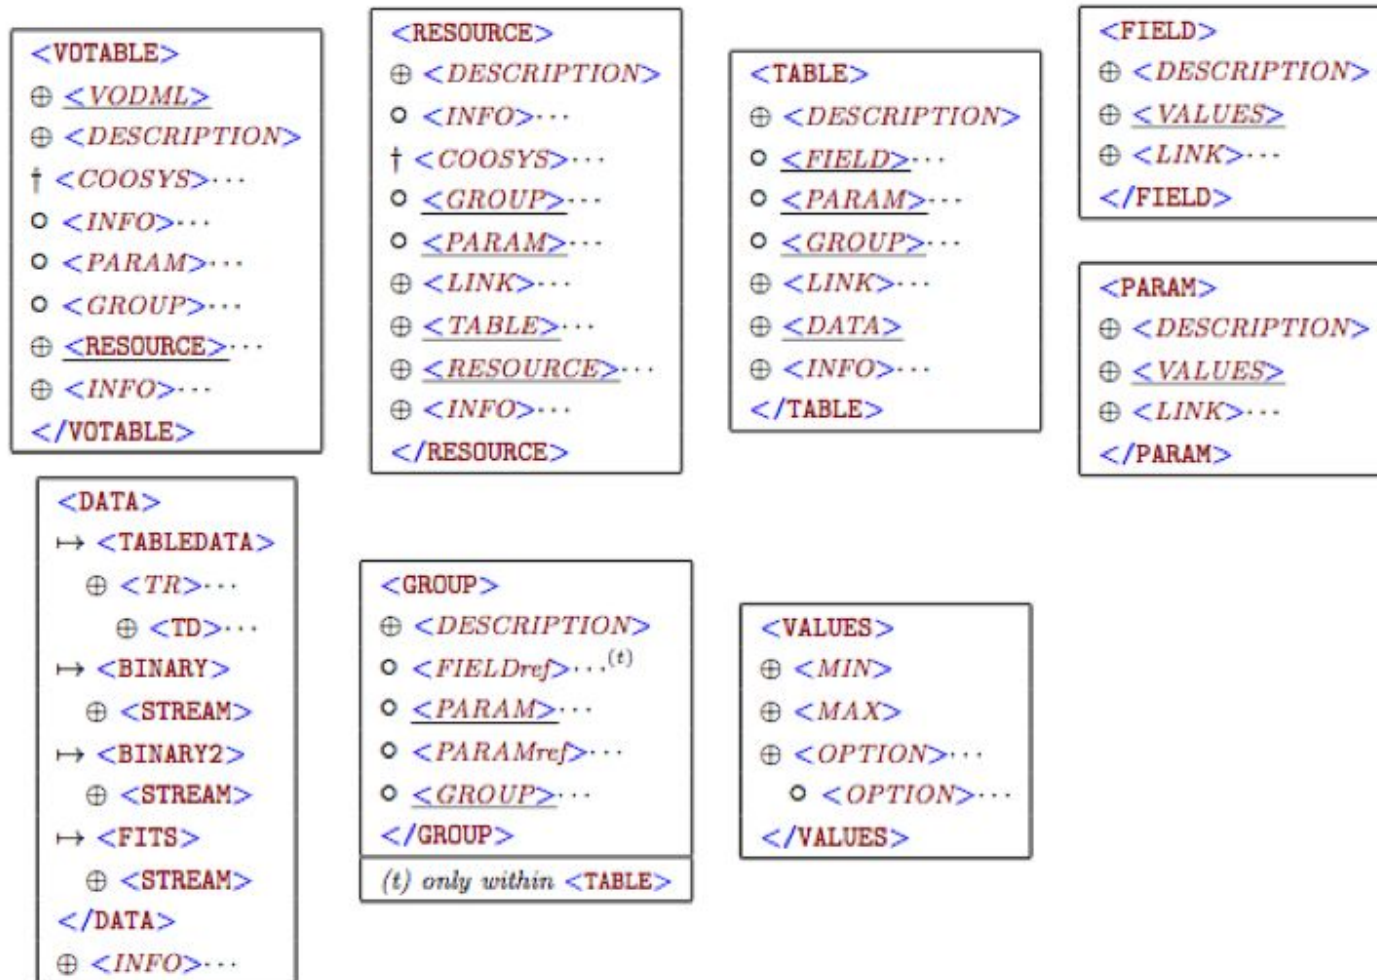 <VOTABLE>
⊕ <VODML>
⊕ <DESCRIPTION>
† <COOSYS>···
○ <INFO>···
○ <PARAM>···
○ <GROUP>···
⊕ <RESOURCE>···
⊕ <INFO>···
</VOTABLE>
<RESOURCE>
⊕ <DESCRIPTION>
○ <INFO>···
† <COOSYS>···
○ <GROUP>···
○ <PARAM>···
⊕ <LINK>···
⊕ <TABLE>···
⊕ <RESOURCE>···
⊕ <INFO>···
</RESOURCE>
<TABLE>
⊕ <DESCRIPTION>
○ <FIELD>···
○ <PARAM>···
○ <GROUP>···
⊕ <LINK>···
⊕ <DATA>
⊕ <INFO>···
</TABLE>
<FIELD>
⊕ <DESCRIPTION>
⊕ <VALUES>
⊕ <LINK>···
</FIELD>
<PARAM>
⊕ <DESCRIPTION>
⊕ <VALUES>
⊕ <LINK>···
</PARAM>
<DATA>
↦ <TABLEDATA>
⊕ <TR>···
⊕ <TD>···
↦ <BINARY>
⊕ <STREAM>
↦ <BINARY2>
⊕ <STREAM>
↦ <FITS>
⊕ <STREAM>
</DATA>
⊕ <INFO>···
<GROUP>
⊕ <DESCRIPTION>
○ <FIELDref>···(t)
○ <PARAM>···
○ <PARAMref>···
○ <GROUP>···
</GROUP>
(t) only within <TABLE>
<VALUES>
⊕ <MIN>
⊕ <MAX>
⊕ <OPTION>···
○ <OPTION>···
</VALUES>